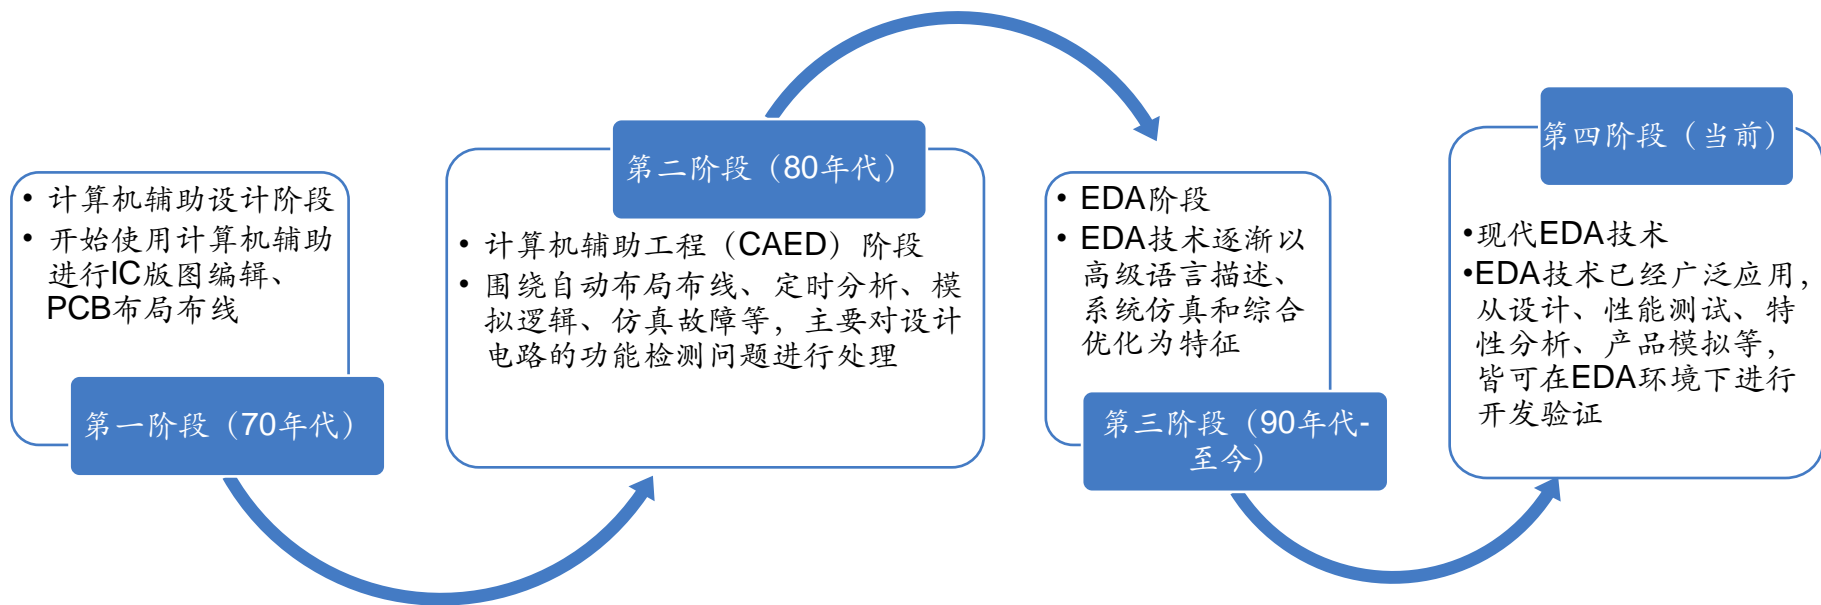 • 计算机辅助设计阶段
• 开始使用计算机辅助
进行IC版图编辑、
PCB布局布线
第一阶段（70年代）
第二阶段（80年代）
• 计算机辅助工程（CAED）阶段
• 围绕自动布局布线、定时分析、模
拟逻辑、仿真故障等，主要对设计
电路的功能检测问题进行处理
• EDA阶段
• EDA技术逐渐以
高级语言描述、
系统仿真和综合
优化为特征
第三阶段（90年代-
至今）
第四阶段（当前）
•现代EDA技术
•EDA技术已经广泛应用，
从设计、性能测试、特
性分析、产品模拟等，
皆可在EDA环境下进行
开发验证